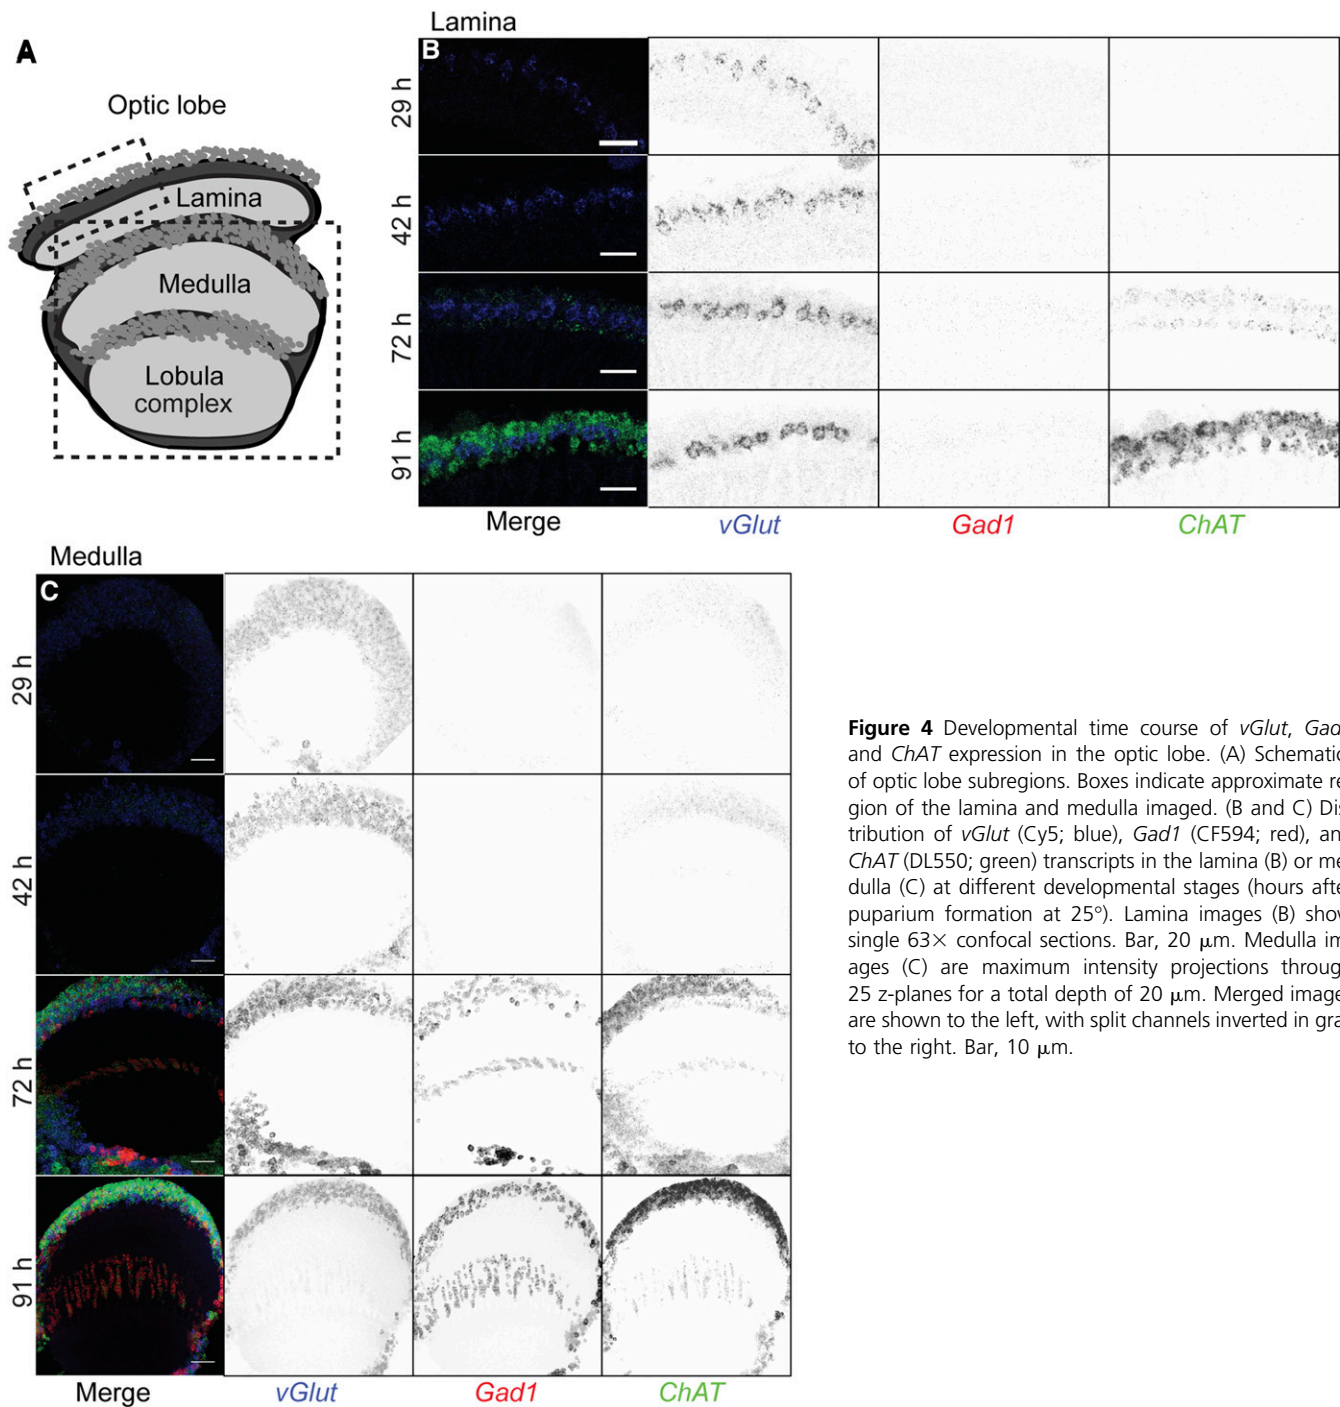 A
Optic lobe
Lamina
Medulla
Lobula
complex
Lamina
B
29 h
42 h
72 h
91 h
Merge
vGlut
Gad1
ChAT
Medulla
C
29 h
42 h
72 h
91 h
Merge
vGlut
Gad1
ChAT
Figure 4 Developmental time course of vGlut, Gad
and ChAT expression in the optic lobe. (A) Schematic
of optic lobe subregions. Boxes indicate approximate re
gion of the lamina and medulla imaged. (B and C) Dis
tribution of vGlut (Cy5; blue), Gad1 (CF594; red), an
ChAT (DL550; green) transcripts in the lamina (B) or me
dulla (C) at different developmental stages (hours afte
puparium formation at 25°). Lamina images (B) show
single 63× confocal sections. Bar, 20 μm. Medulla im
ages (C) are maximum intensity projections through
25 z-planes for a total depth of 20 μm. Merged image
are shown to the left, with split channels inverted in gra
to the right. Bar, 10 μm.